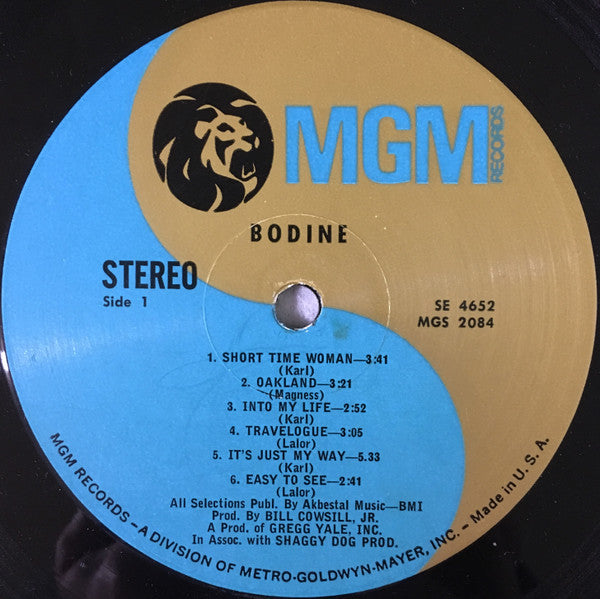 MGM
RECORDS
BODINE
STEREO
Side 1
SE 4652
MGS 2084
1. SHORT TIME WOMAN—3:41
(Karl)
2. OAKLAND—3:21
(Magness)
3. INTO MY LIFE—2:52
(Karl)
4. TRAVELOGUE—3:05
(Lalor)
5. IT'S JUST MY WAY—5.33
(Karl)
6. EASY TO SEE—2:41
(Lalor)
All Selections Publ. By Akbestal Music—BMI
Prod. By BILL COWSILL, JR.
A Prod. of GREGG YALE, INC.
In Assoc. with SHAGGY DOG PROD.
MGM RECORDS – A DIVISION OF METRO-GOLDWYN-MAYER, INC. – Made in U. S. A.